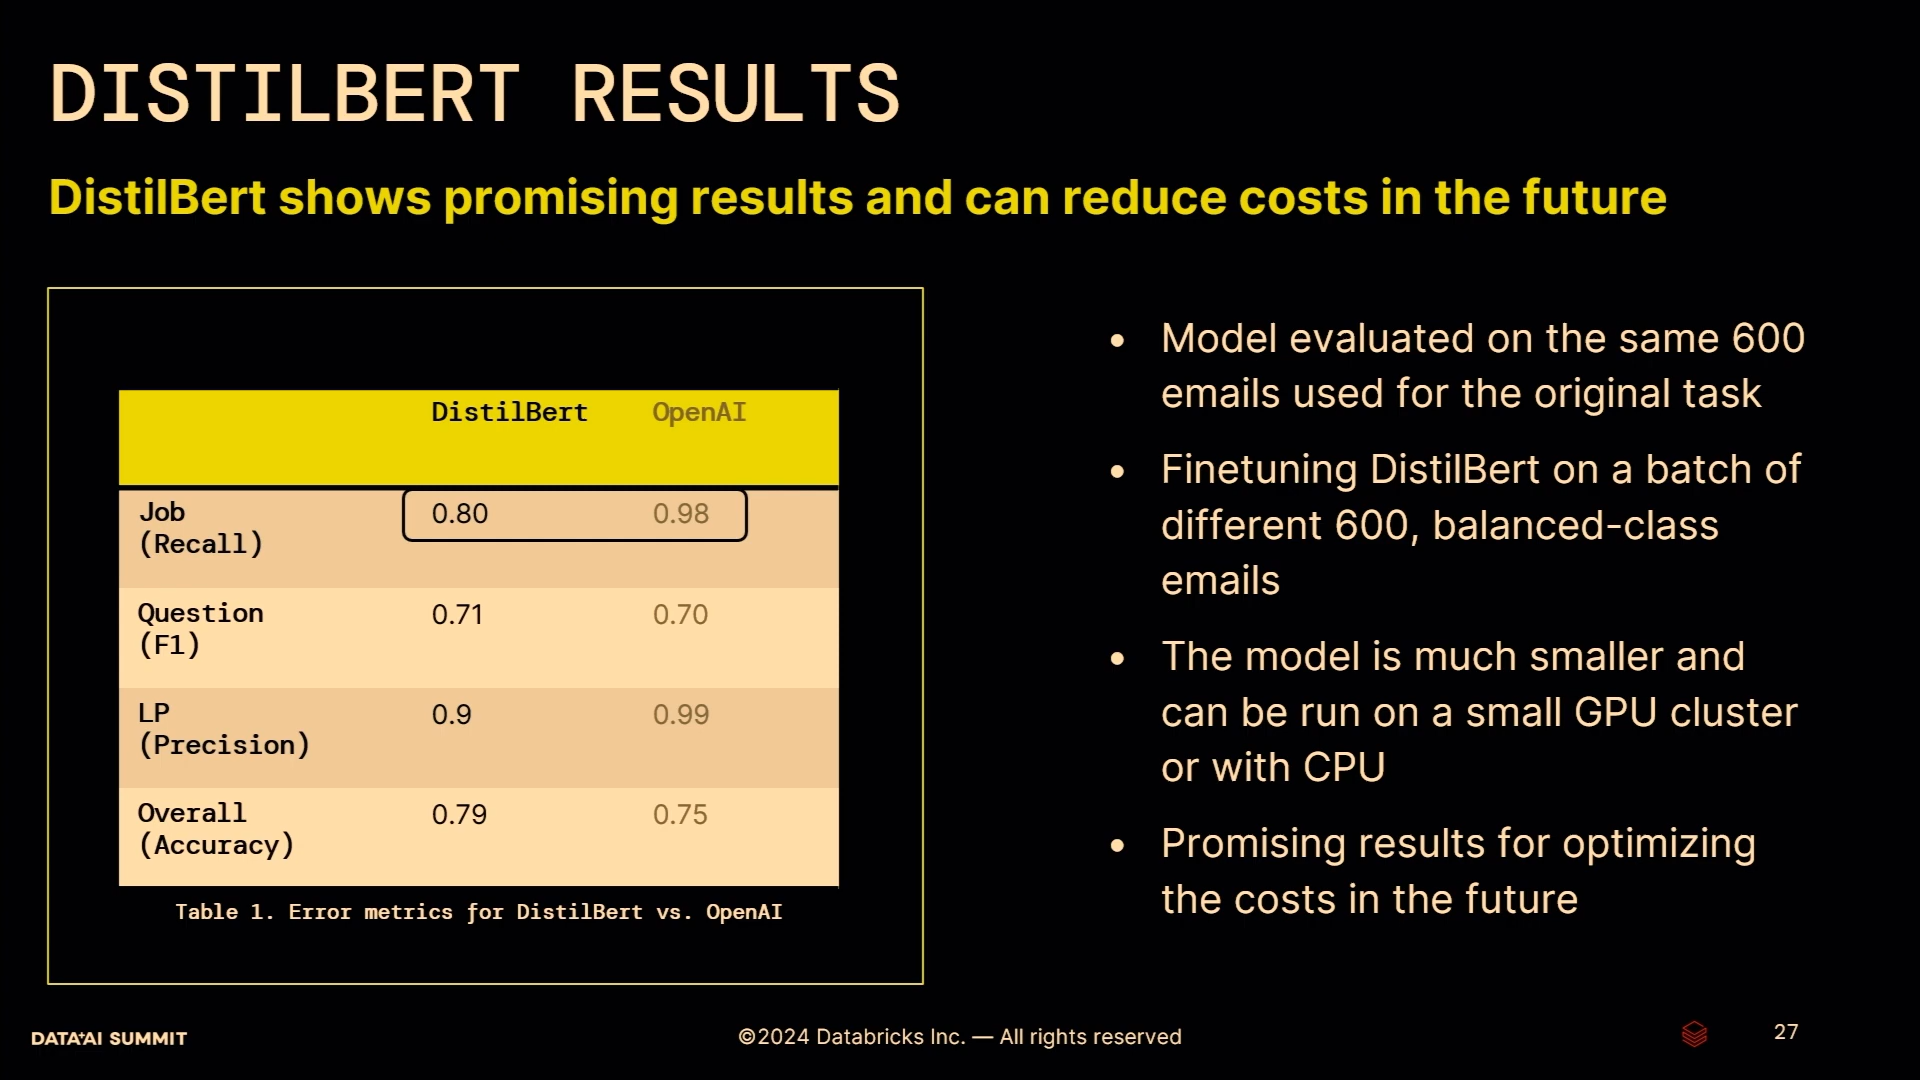 DISTILBERT RESULTS
DistilBert shows promising results and can reduce costs in the future
DistilBert OpenAI
Job 0.80 0.98
(Recall)
Question 0.71 0.70
(F1)
LP 0.9 0.99
(Precision)
Overall 0.79 0.75
(Accuracy)
Table 1. Error metrics for DistilBert vs. OpenAI
• Model evaluated on the same 600
emails used for the original task
• Finetuning DistilBert on a batch of
different 600, balanced-class
emails
• The model is much smaller and
can be run on a small GPU cluster
or with CPU
• Promising results for optimizing
the costs in the future
DATA+AI SUMMIT
©2024 Databricks Inc. — All rights reserved
27